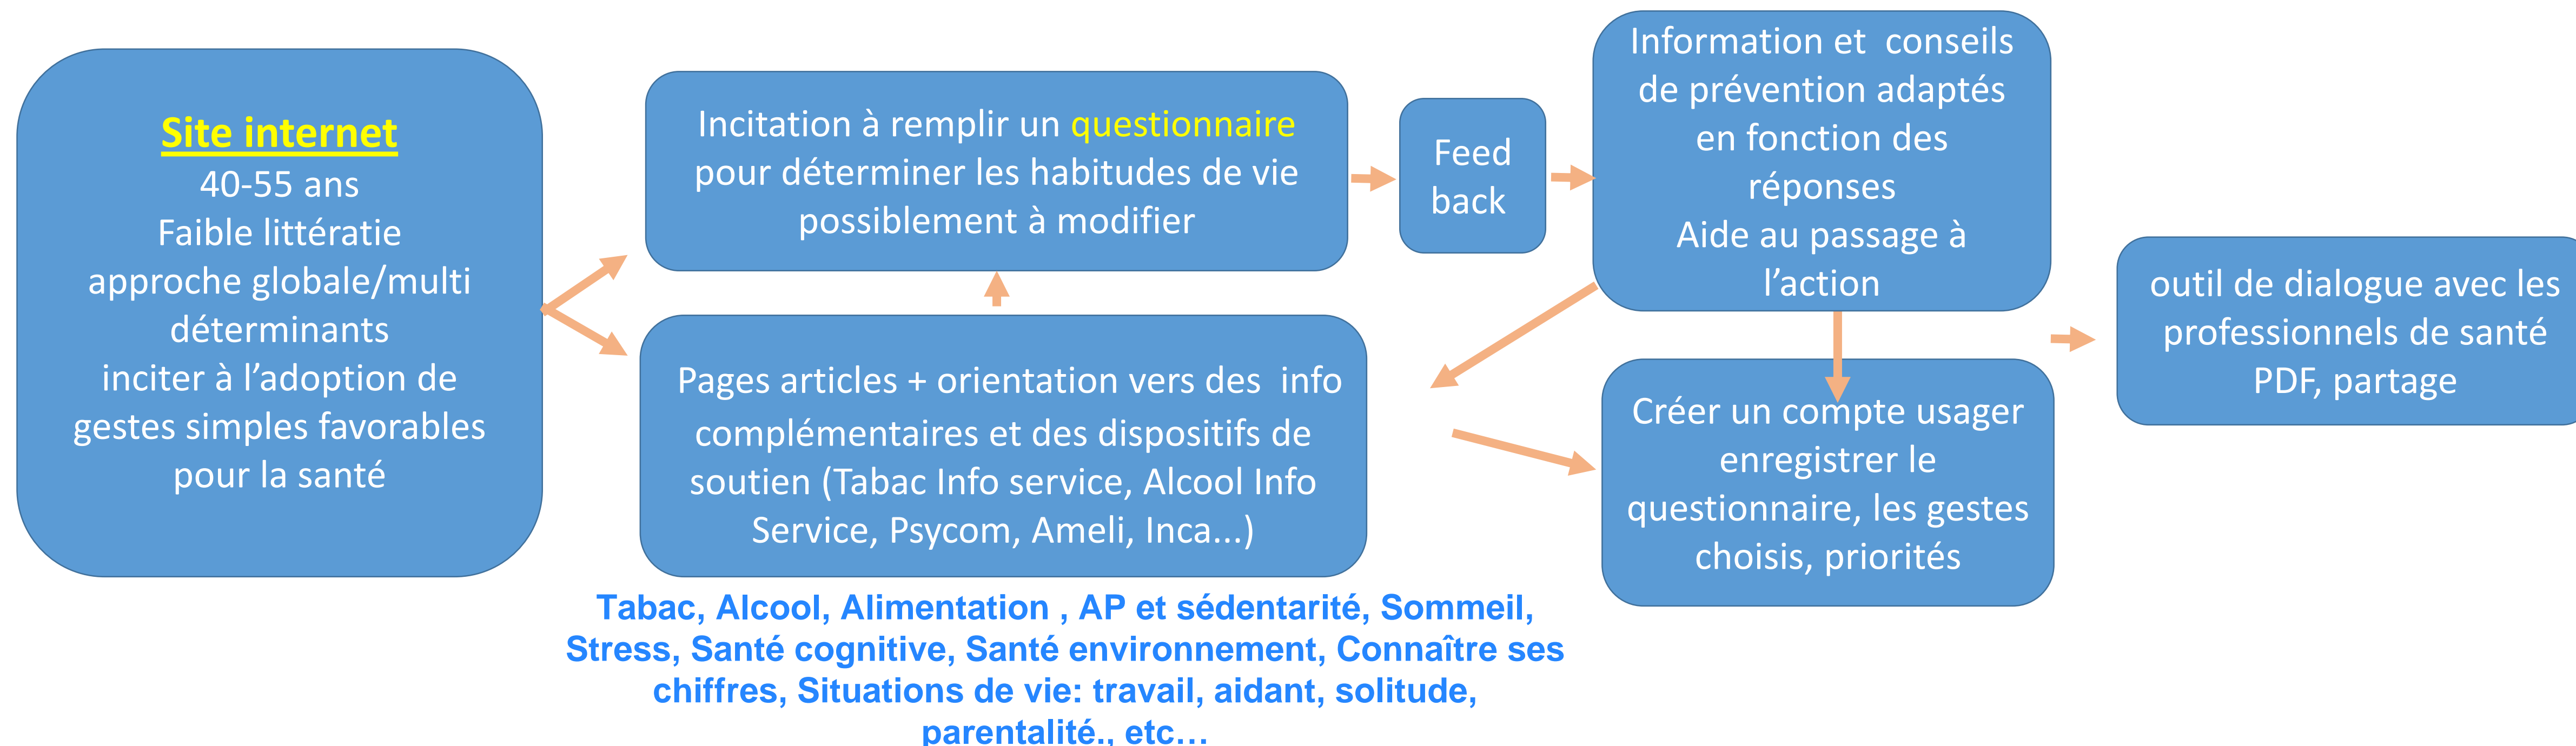 Site internet
40-55 ans
Faible littératie
approche globale/multi
déterminants
inciter à l’adoption de
gestes simples favorables
pour la santé
Incitation à remplir un questionnaire
pour déterminer les habitudes de vie
possiblement à modifier
Feed
back
Information et conseils
de prévention adaptés
en fonction des
réponses
Aide au passage à
l’action
Pages articles + orientation vers des info
complémentaires et des dispositifs de
soutien (Tabac Info service, Alcool Info
Service, Psycom, Ameli, Inca...)
Créer un compte usager
enregistrer le
questionnaire, les gestes
choisis, priorités
outil de dialogue avec les
professionnels de santé
PDF, partage
Tabac, Alcool, Alimentation , AP et sédentarité, Sommeil,
Stress, Santé cognitive, Santé environnement, Connaître ses
chiffres, Situations de vie: travail, aidant, solitude,
parentalité., etc…